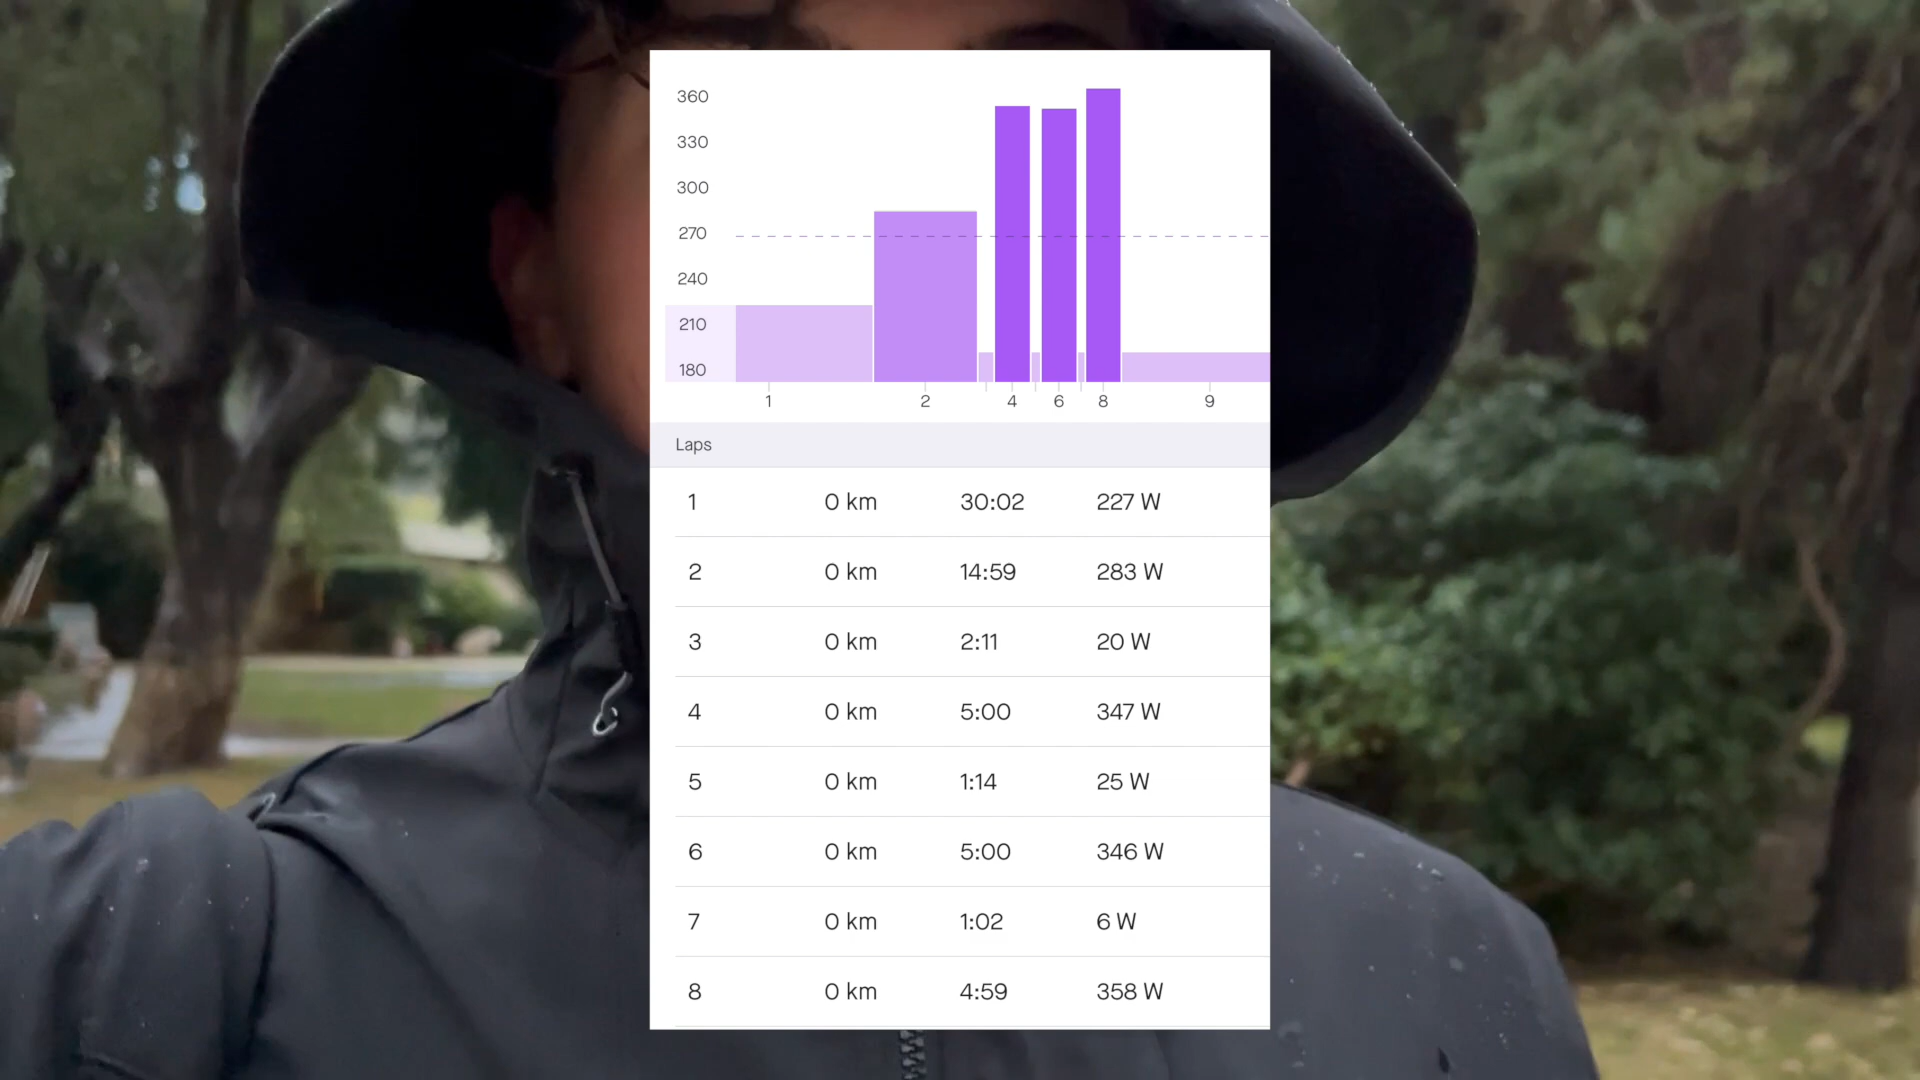 360
330
300
270
240
210
180
1 2 4 6 8 9
Laps
1 0 km 30:02 227 W
2 0 km 14:59 283 W
3 0 km 2:11 20 W
4 0 km 5:00 347 W
5 0 km 1:14 25 W
6 0 km 5:00 346 W
7 0 km 1:02 6 W
8 0 km 4:59 358 W